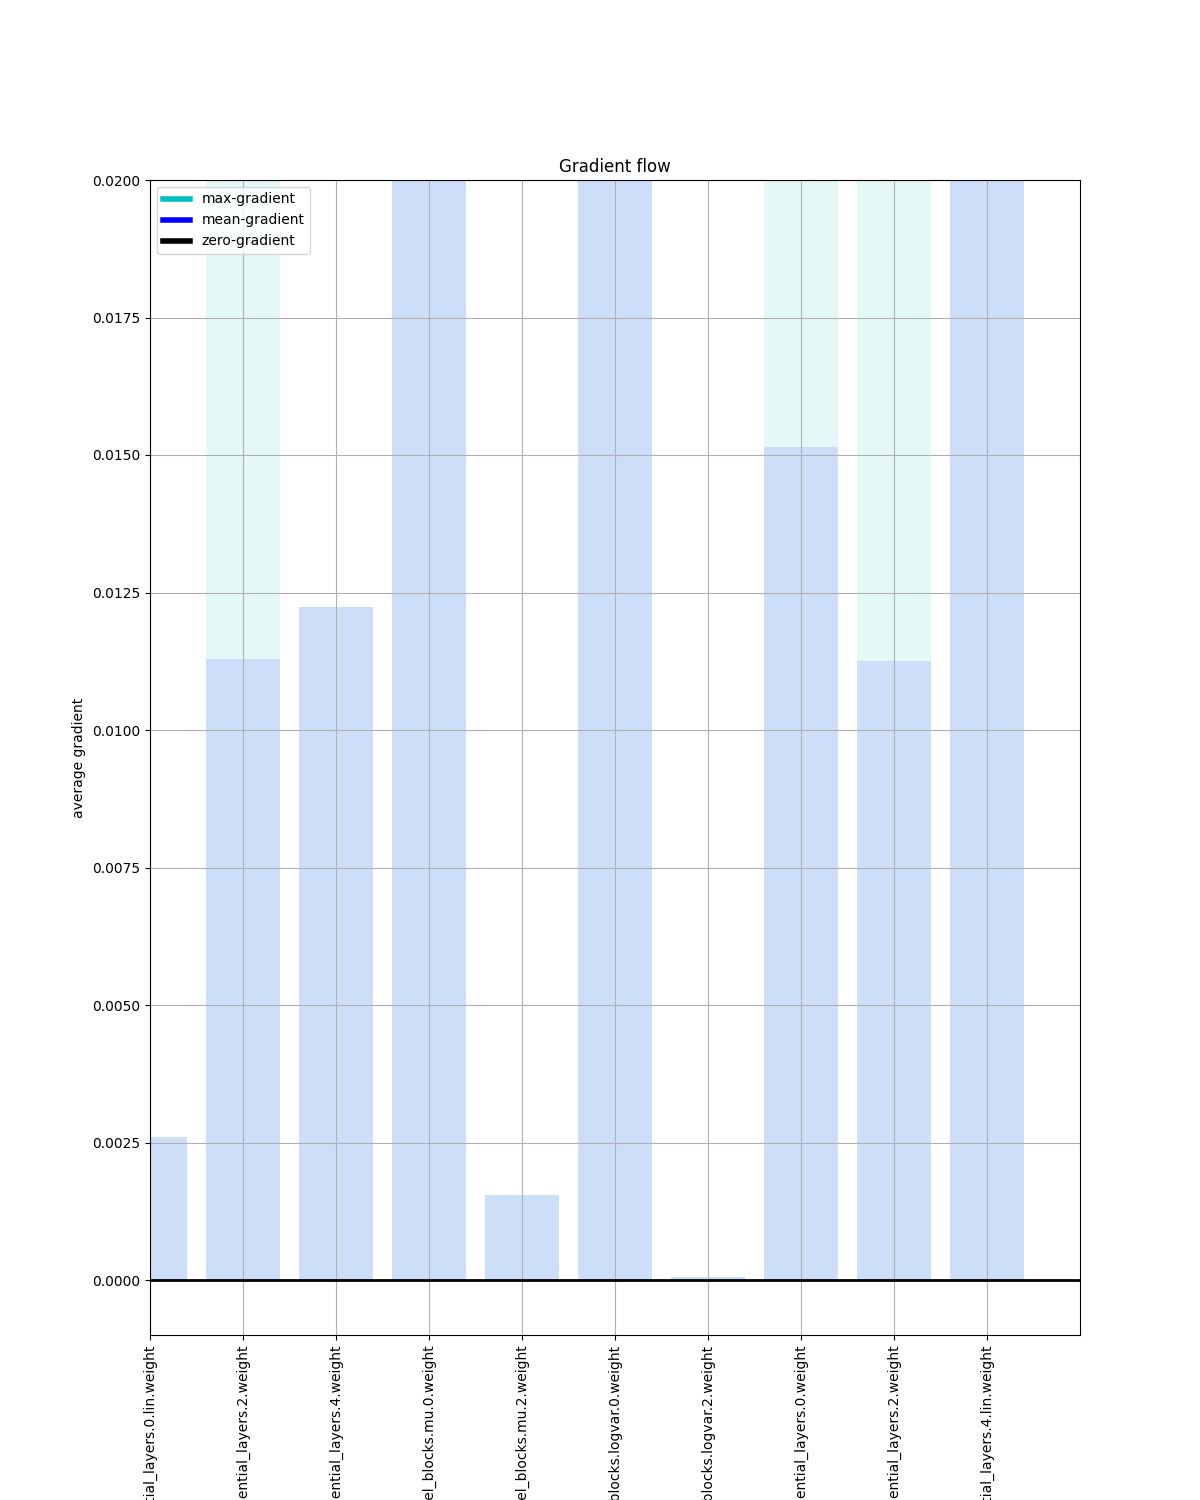 Gradient flow
max-gradient
mean-gradient
zero-gradient
0.0200
0.0175
0.0150
0.0125
0.0100
0.0075
0.0050
0.0025
0.0000
average gradient
tial_layers.0.lin.weight
ential_layers.2.weight
ential_layers.4.weight
el_blocks.mu.0.weight
el_blocks.mu.2.weight
blocks.logvar.0.weight
blocks.logvar.2.weight
ential_layers.0.weight
ential_layers.2.weight
tial_layers.4.lin.weight